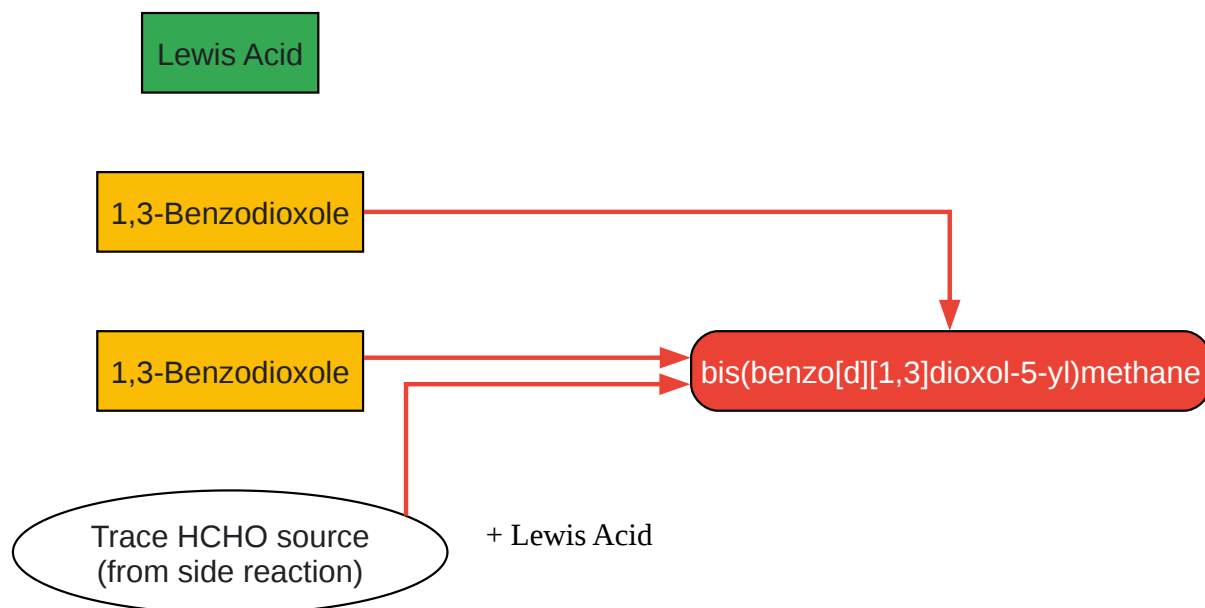 Lewis Acid
1,3-Benzodioxole
1,3-Benzodioxole
bis(benzo[d][1,3]dioxol-5-yl)methane
Trace HCHO source
(from side reaction)
+ Lewis Acid